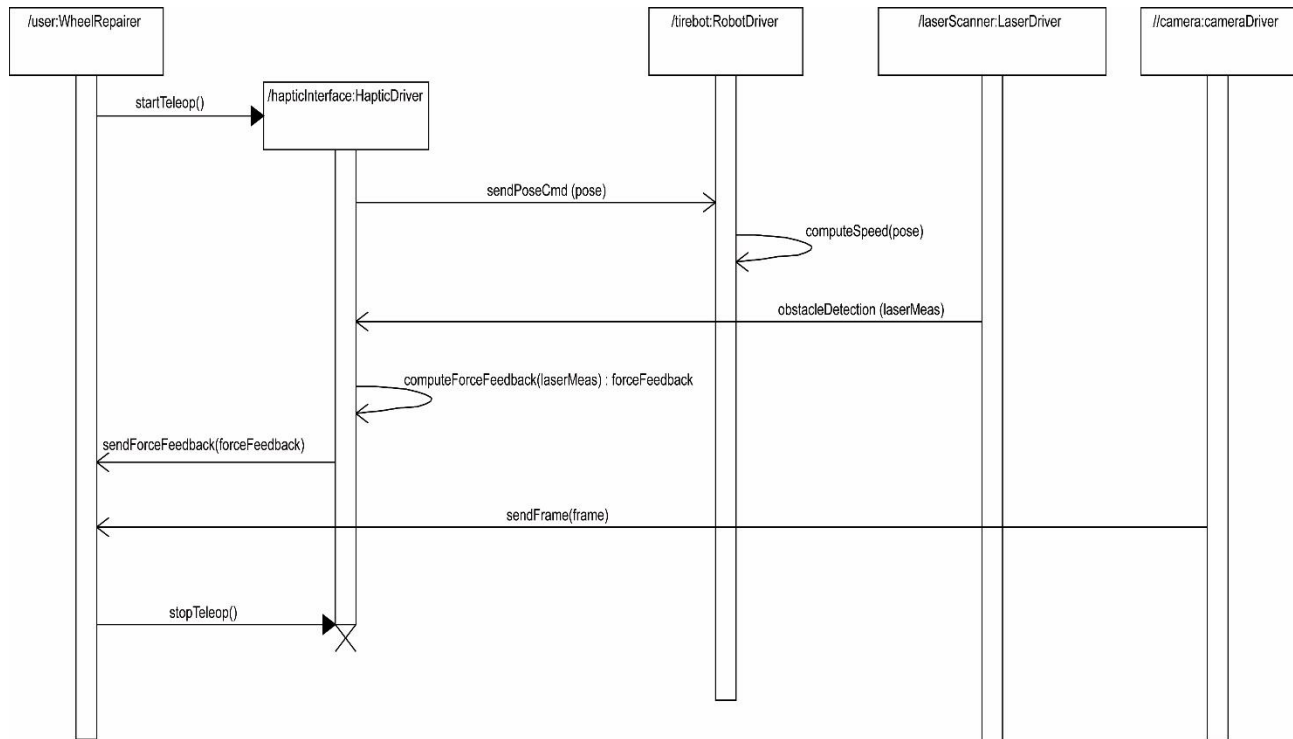 /user:WheelRepairer
/tirebot:RobotDriver
/laserScanner:LaserDriver
//camera:cameraDriver
/hapticInterface:HapticDriver
startTeleop()
sendPoseCmd (pose)
computeSpeed(pose)
obstacleDetection (laserMeas)
computeForceFeedback(laserMeas) : forceFeedback
sendForceFeedback(forceFeedback)
sendFrame(frame)
stopTeleop()